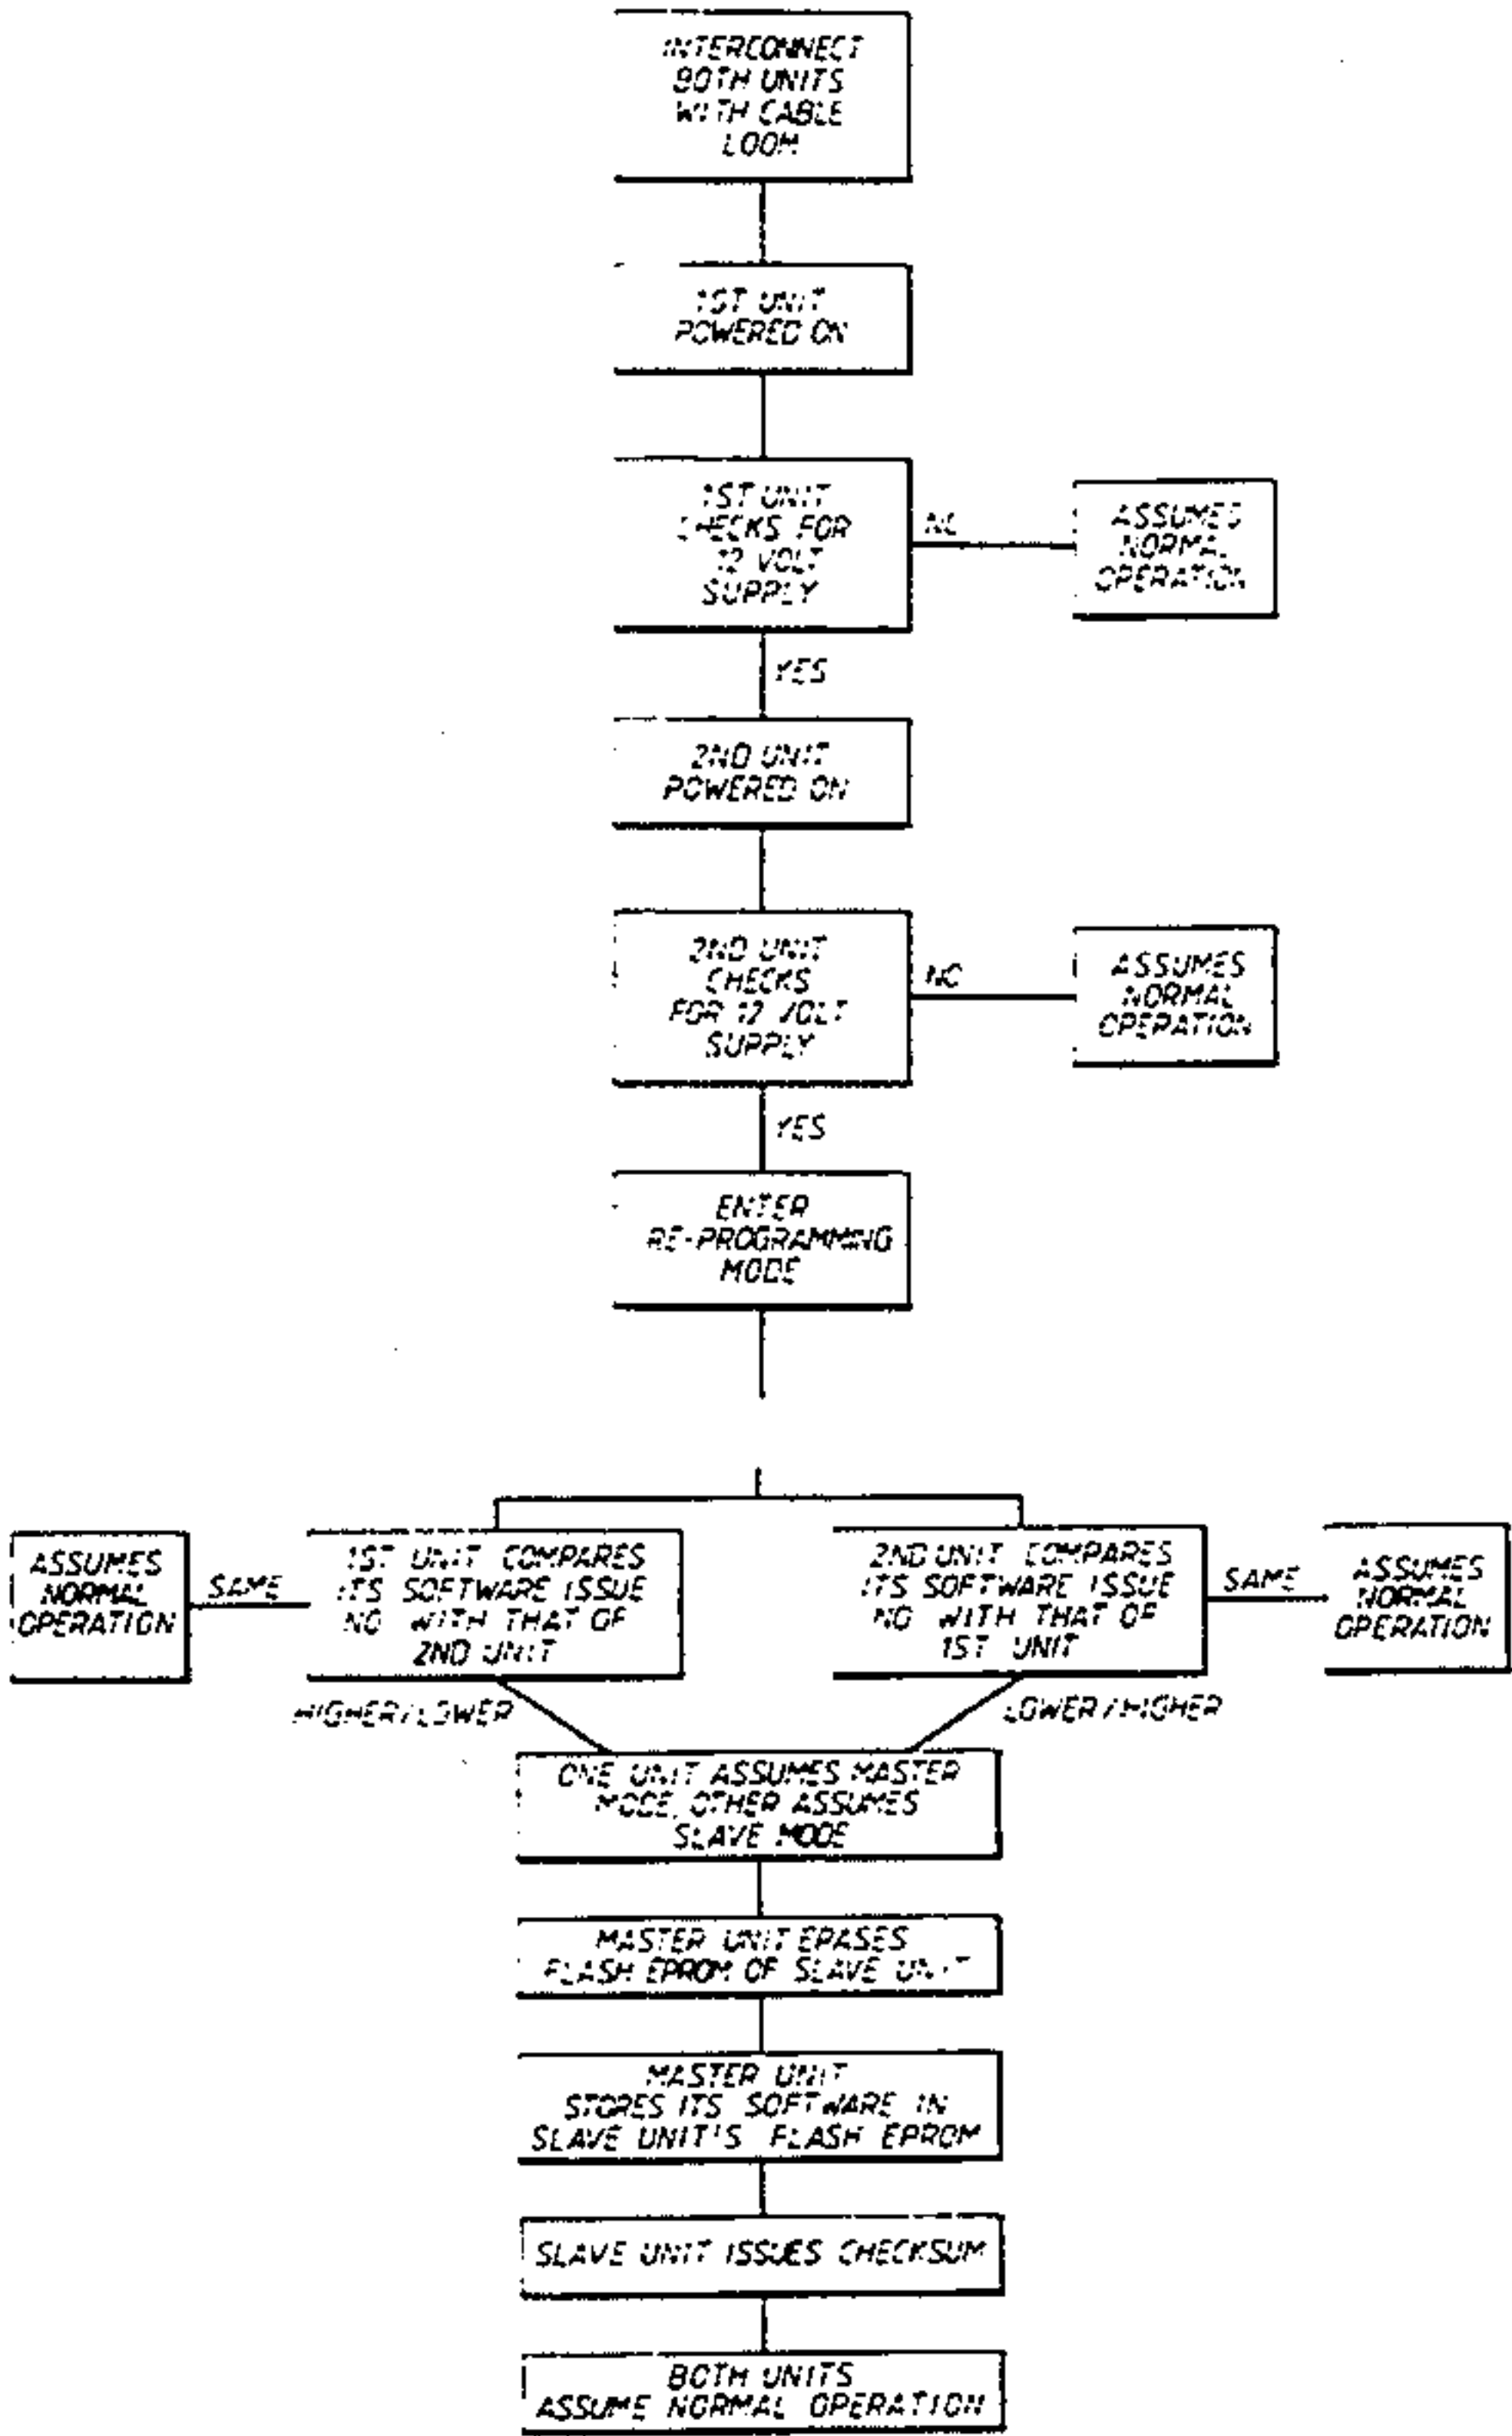 INTERCONNECT
BOTH UNITS
WITH CABLE
LOOM
1ST UNIT
POWERED ON
1ST UNIT
CHECKS FOR
12 VOLT
SUPPLY
NO
ASSUMES
NORMAL
OPERATION
YES
2ND UNIT
POWERED ON
2ND UNIT
CHECKS
FOR 12 VOLT
SUPPLY
NO
ASSUMES
NORMAL
OPERATION
YES
ENTER
RE-PROGRAMMING
MODE
ASSUMES
NORMAL
OPERATION
SAME
1ST UNIT COMPARES
ITS SOFTWARE ISSUE
NO WITH THAT OF
2ND UNIT
2ND UNIT COMPARES
ITS SOFTWARE ISSUE
NO WITH THAT OF
1ST UNIT
SAME
ASSUMES
NORMAL
OPERATION
HIGHER/LOWER
LOWER/HIGHER
ONE UNIT ASSUMES MASTER
MODE, OTHER ASSUMES
SLAVE MODE
MASTER UNIT ERASES
FLASH EPROM OF SLAVE UNIT
MASTER UNIT
STORES ITS SOFTWARE IN
SLAVE UNIT'S FLASH EPROM
SLAVE UNIT ISSUES CHECKSUM
BOTH UNITS
ASSUME NORMAL OPERATION